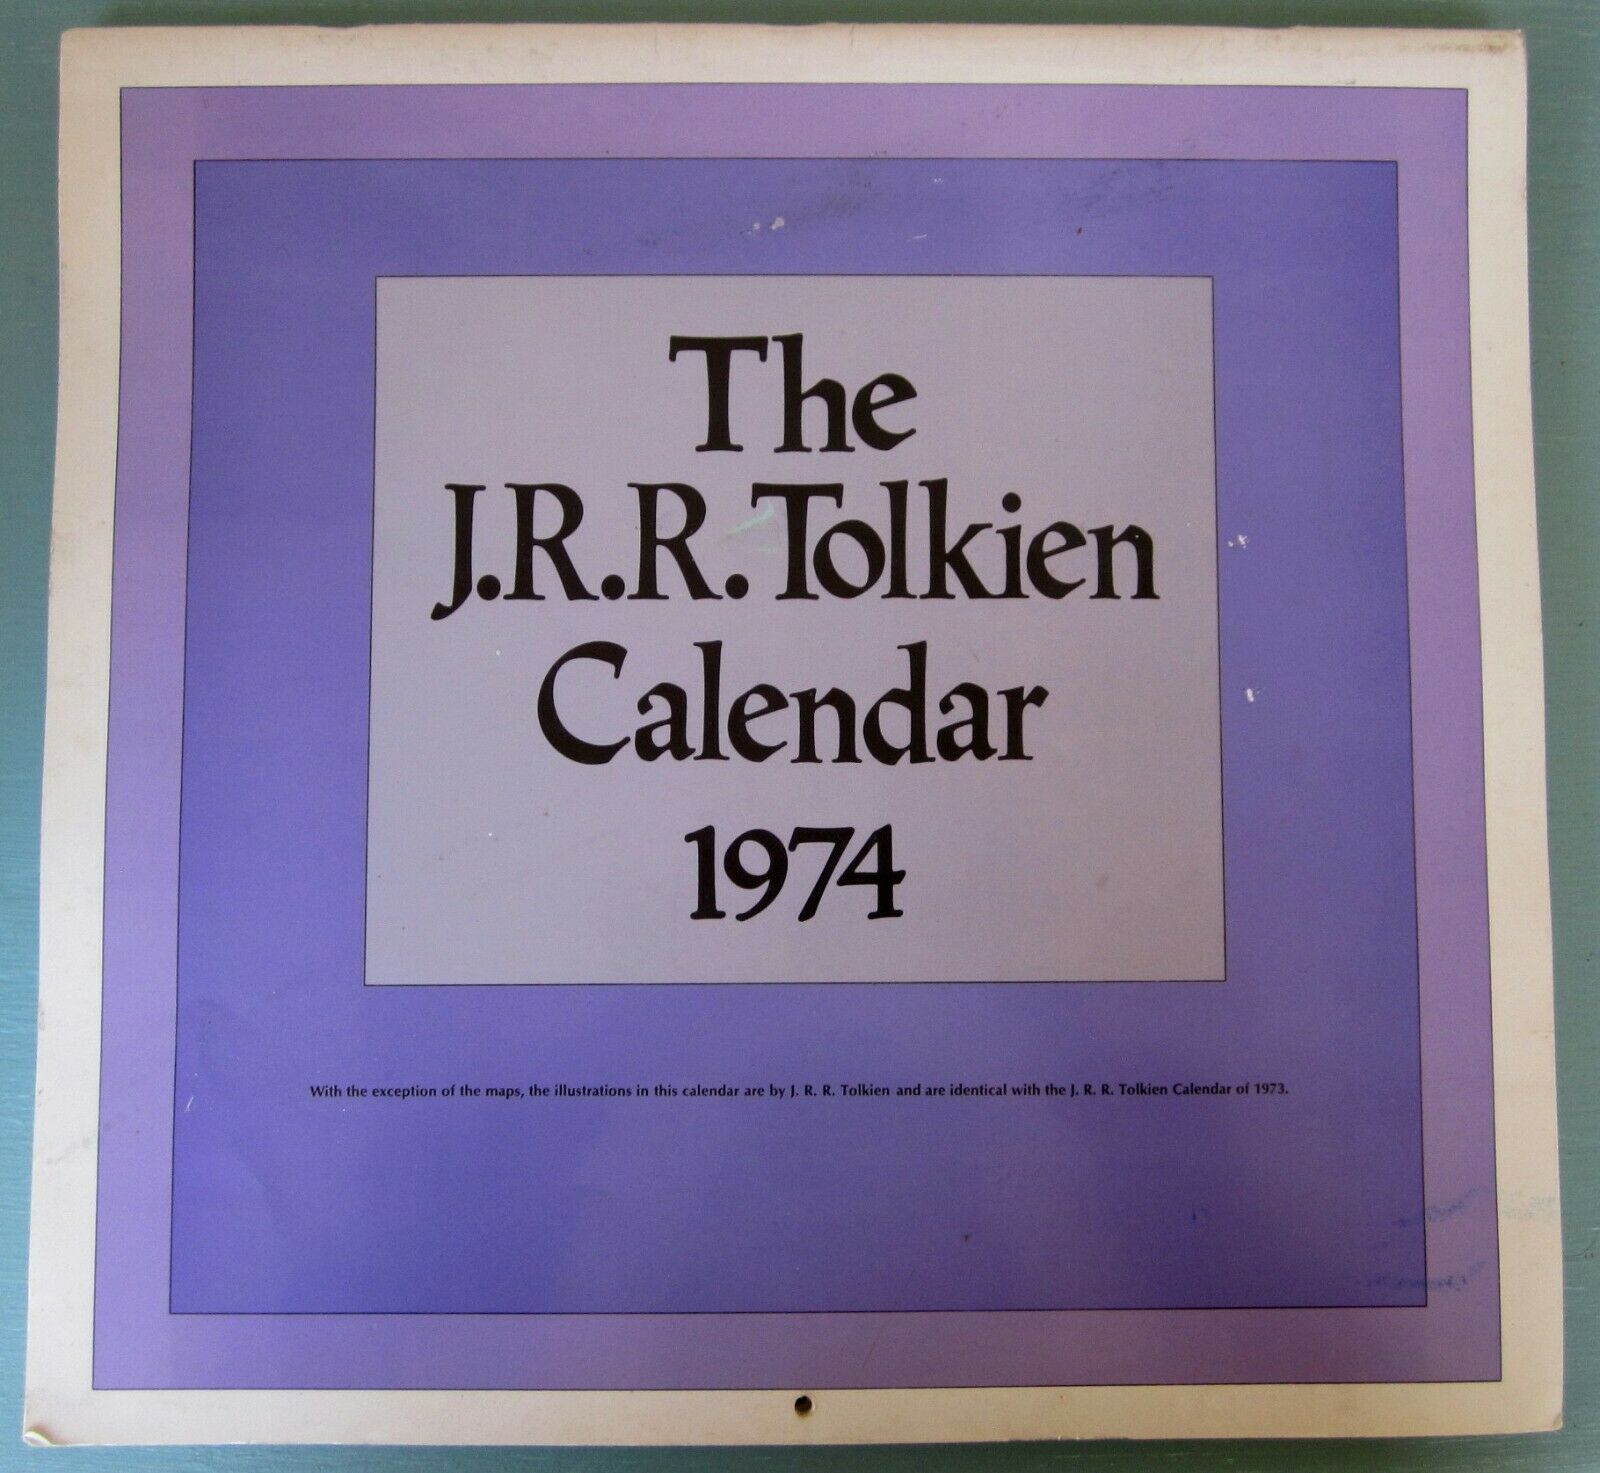 The
J.R.R. Tolkien
Calendar
1974
With the exception of the maps, the illustrations in this calendar are by J. R. R. Tolkien and are identical with the J. R. R. Tolkien Calendar of 1973.